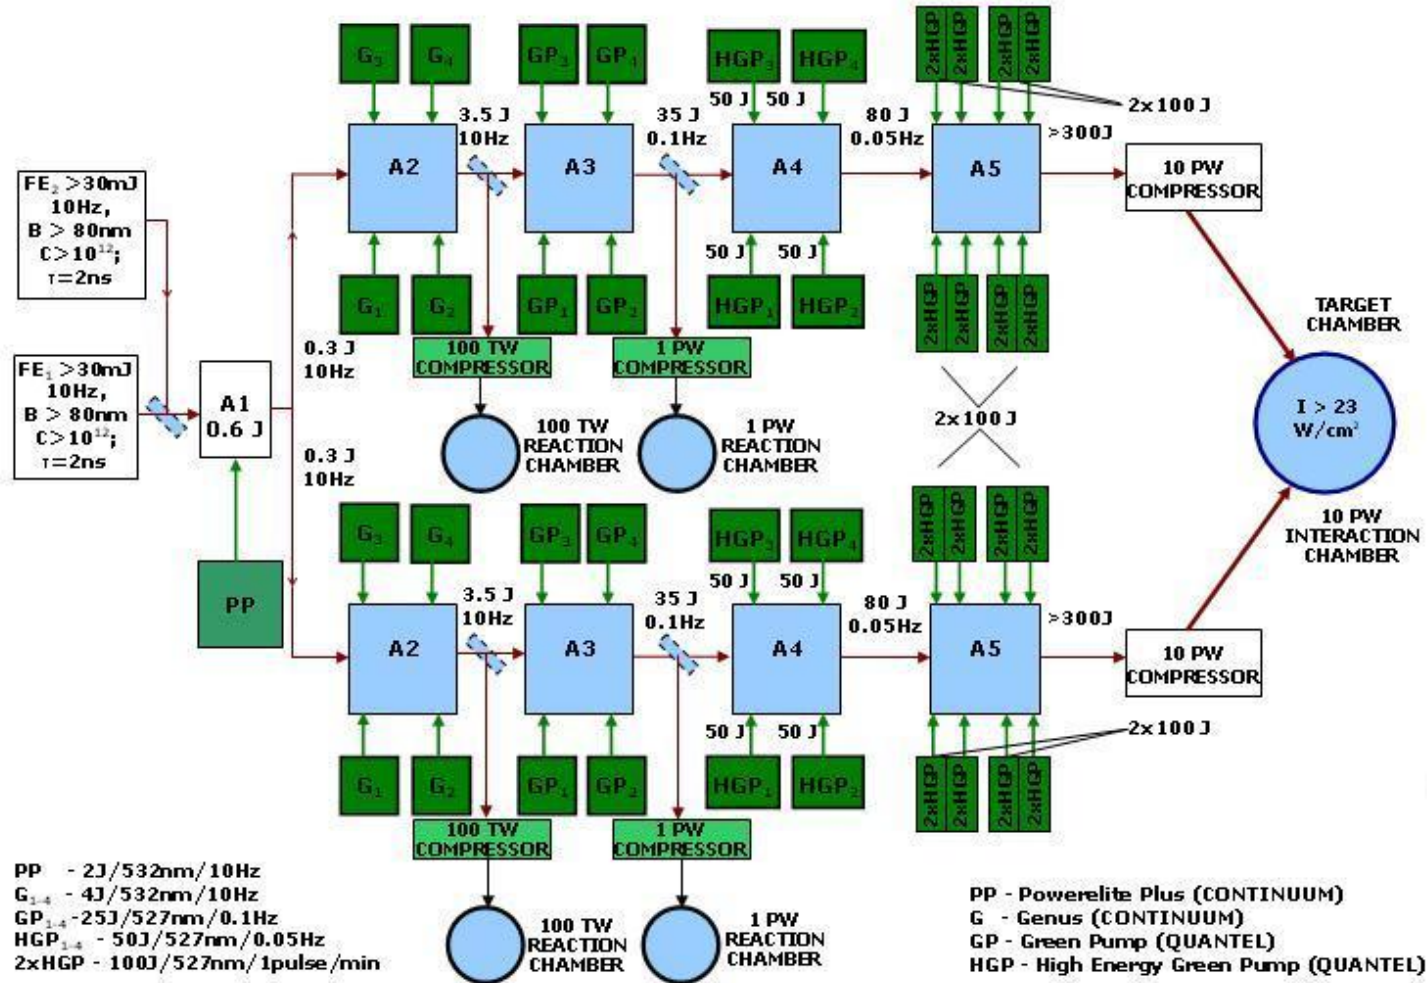 G₃
G₄
GP₃
GP₄
HGP₃
HGP₄
2xHGP
2xHGP
2xHGP
2xHGP
50 J
50 J
2x100J
3.5 J
10Hz
35 J
0.1Hz
80 J
0.05Hz
>300J
A2
A3
A4
A5
10 PW
COMPRESSOR
FE₂ >30mJ
10Hz,
B > 80nm
C>10¹²;
τ=2ns
50 J
50 J
G₁
G₂
GP₁
GP₂
HGP₁
HGP₂
2xHGP
2xHGP
2xHGP
2xHGP
TARGET
CHAMBER
0.3 J
10Hz
100 TW
COMPRESSOR
1 PW
COMPRESSOR
FE₁ >30mJ
10Hz,
B > 80nm
C>10¹²;
τ=2ns
A1
0.6 J
2x100J
I > 23
W/cm²
100 TW
REACTION
CHAMBER
1 PW
REACTION
CHAMBER
0.3 J
10Hz
10 PW
INTERACTION
CHAMBER
G₃
G₄
GP₃
GP₄
HGP₃
HGP₄
2xHGP
2xHGP
2xHGP
2xHGP
50 J
50 J
PP
3.5 J
10Hz
35 J
0.1Hz
80 J
0.05Hz
>300J
A2
A3
A4
A5
10 PW
COMPRESSOR
50 J
50 J
2x100J
G₁
G₂
GP₁
GP₂
HGP₁
HGP₂
2xHGP
2xHGP
2xHGP
2xHGP
100 TW
COMPRESSOR
1 PW
COMPRESSOR
100 TW
REACTION
CHAMBER
1 PW
REACTION
CHAMBER
PP - 2J/532nm/10Hz
G₁₋₄ - 4J/532nm/10Hz
GP₁₋₄-25J/527nm/0.1Hz
HGP₁₋₄ - 50J/527nm/0.05Hz
2xHGP - 100J/527nm/1pulse/min
PP - Powerelite Plus (CONTINUUM)
G - Genus (CONTINUUM)
GP - Green Pump (QUANTEL)
HGP - High Energy Green Pump (QUANTEL)